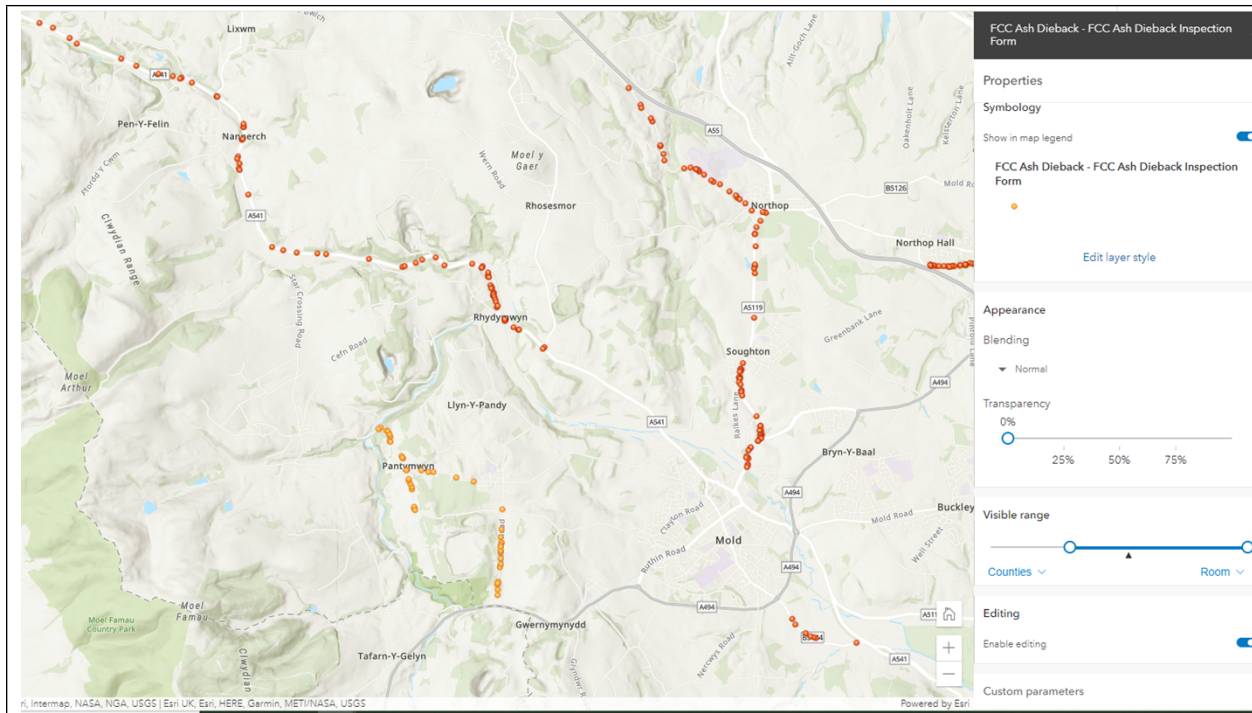 Lixwm
Allt-Goch Lane
A541
Pen-Y-Felin
Nannerch
Ffordd Y Cwm
Wern Road
Moel y
Gaer
A55
Oakenholt Lane
Kelsterton Lane
Mold Road
B5126
Rhosesmor
Northop
Northop Hall
A541
Clwydian Range
Star Crossing Road
A5119
Rhydymwyn
Greenbank Lane
Cefn Road
Soughton
Moel
Arthur
A494
Llyn-Y-Pandy
Raikes Lane
A541
Bryn-Y-Baal
Pantymwyn
A494
Clayton Road
Mold Road
Buckley
Mold
Well Street
Ruthin Road
A494
Moel
Famau
A494
Moel Famau
Country Park
Gwernymynydd
Nercwys Road
Tafarn-Y-Gelyn
A541
Clwydian
Intermap, NASA, NGA, USGS | Esri UK, Esri, HERE, Garmin, METI/NASA, USGS
Powered by Esri
FCC Ash Dieback - FCC Ash Dieback Inspection
Form
Properties
Symbology
Show in map legend
FCC Ash Dieback - FCC Ash Dieback Inspection
Form
Edit layer style
Appearance
Blending
Normal
Transparency
0%
25% 50% 75%
Visible range
Counties
Room
Editing
Enable editing
Custom parameters